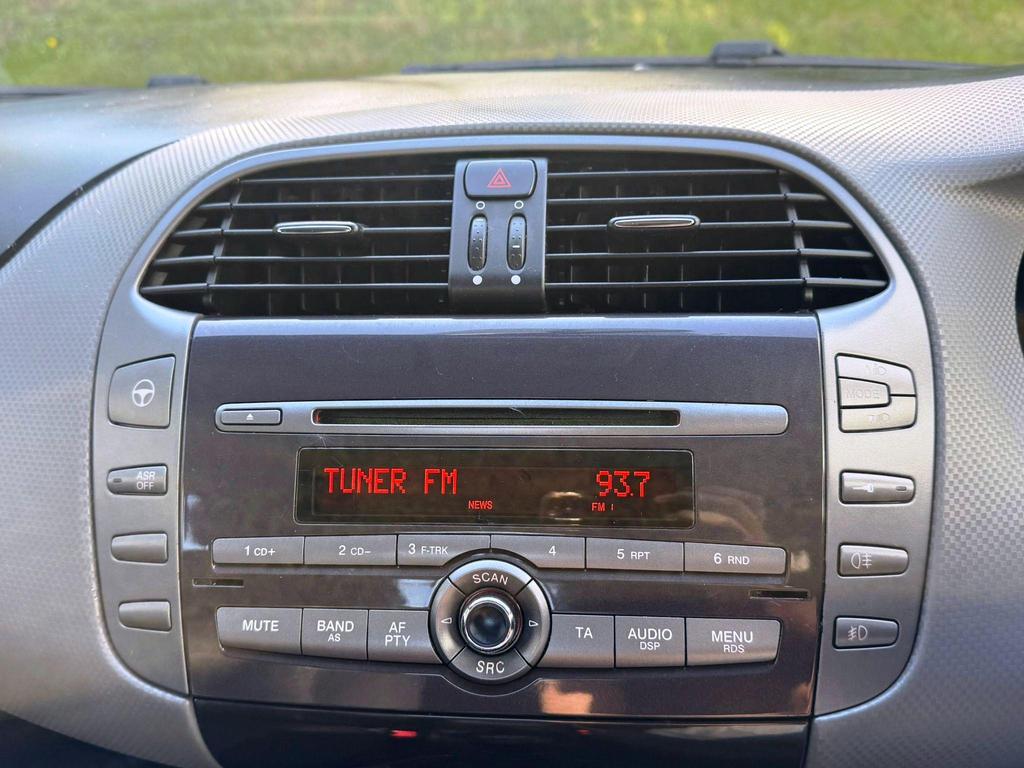 MODE
ASR
OFF
TUNER FM 93.7
NEWS FM 1
1 CD+ 2 CD- 3 F-TRK 4 5 RPT 6 RND
SCAN
MUTE BAND AS AF PTY TA AUDIO DSP MENU RDS
SRC